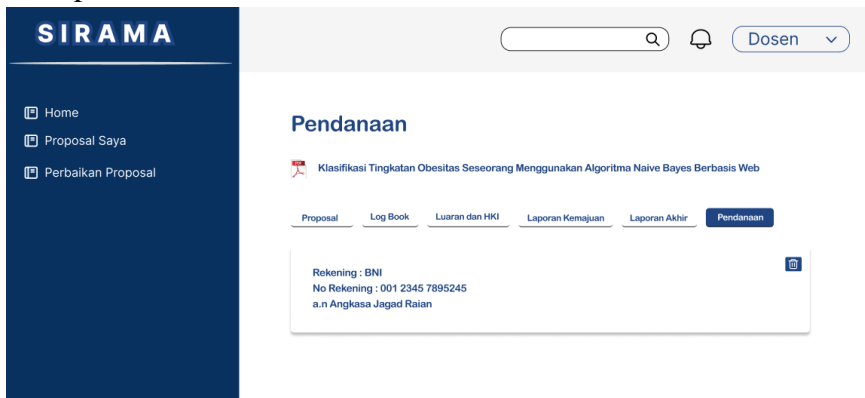 SIRAMA
Dosen
Home
Proposal Saya
Perbaikan Proposal
Pendanaan
PDF
Klasifikasi Tingkatan Obesitas Seseorang Menggunakan Algoritma Naive Bayes Berbasis Web
Proposal
Log Book
Luaran dan HKI
Laporan Kemajuan
Laporan Akhir
Pendanaan
Rekening : BNI
No Rekening : 001 2345 7895245
a.n Angkasa Jagad Raian